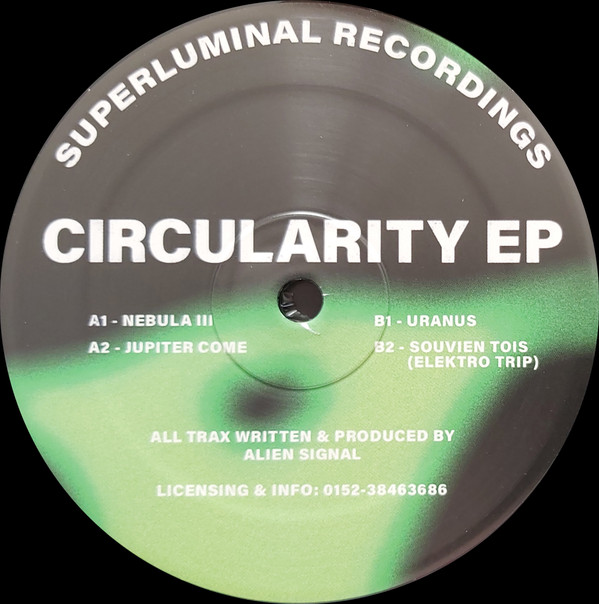 SUPERLUMINAL RECORDINGS
CIRCULARITY EP
A1 - NEBULA III
A2 - JUPITER COME
B1 - URANUS
B2 - SOUVIEN TOIS
(ELEKTRO TRIP)
ALL TRAX WRITTEN & PRODUCED BY
ALIEN SIGNAL
LICENSING & INFO: 0152-38463686